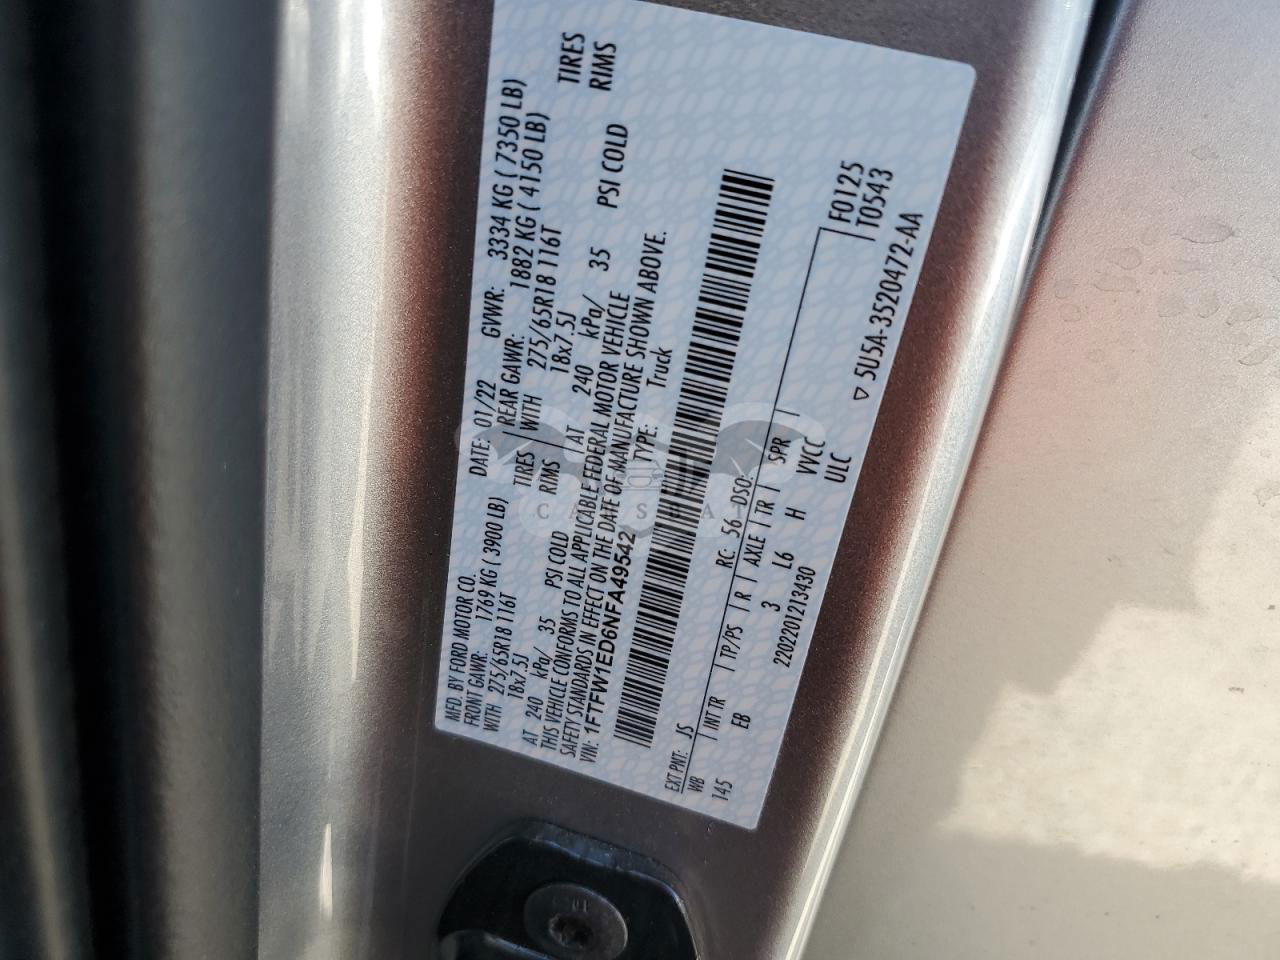 MFD. BY FORD MOTOR CO.
DATE: 01/22
GVWR: 3334 KG ( 7350 LB)
FRONT GAWR: 1769 KG (3900 LB)
REAR GAWR: 1882 KG ( 4150 LB)
WITH 275/65R18 116T TIRES
WITH 275/65R18 116T TIRES
18x7.5J RIMS
18x7.5J RIMS
AT 240 kPa/ 35 PSI COLD
AT 240 kPa/ 35 PSI COLD
THIS VEHICLE CONFORMS TO ALL APPLICABLE FEDERAL MOTOR VEHICLE
SAFETY STANDARDS IN EFFECT ON THE DATE OF MANUFACTURE SHOWN ABOVE.
VIN: 1FTFW1ED6NFA49542
TYPE: Truck
EXT PNT: JS RC: 56 DSO: F0125
WB INT TR TP/PS R AXLE TR SPR T0543
145 EB 3 L6 H VYCC
2202201213430 ULC
▽ 5U5A-3520472-AA